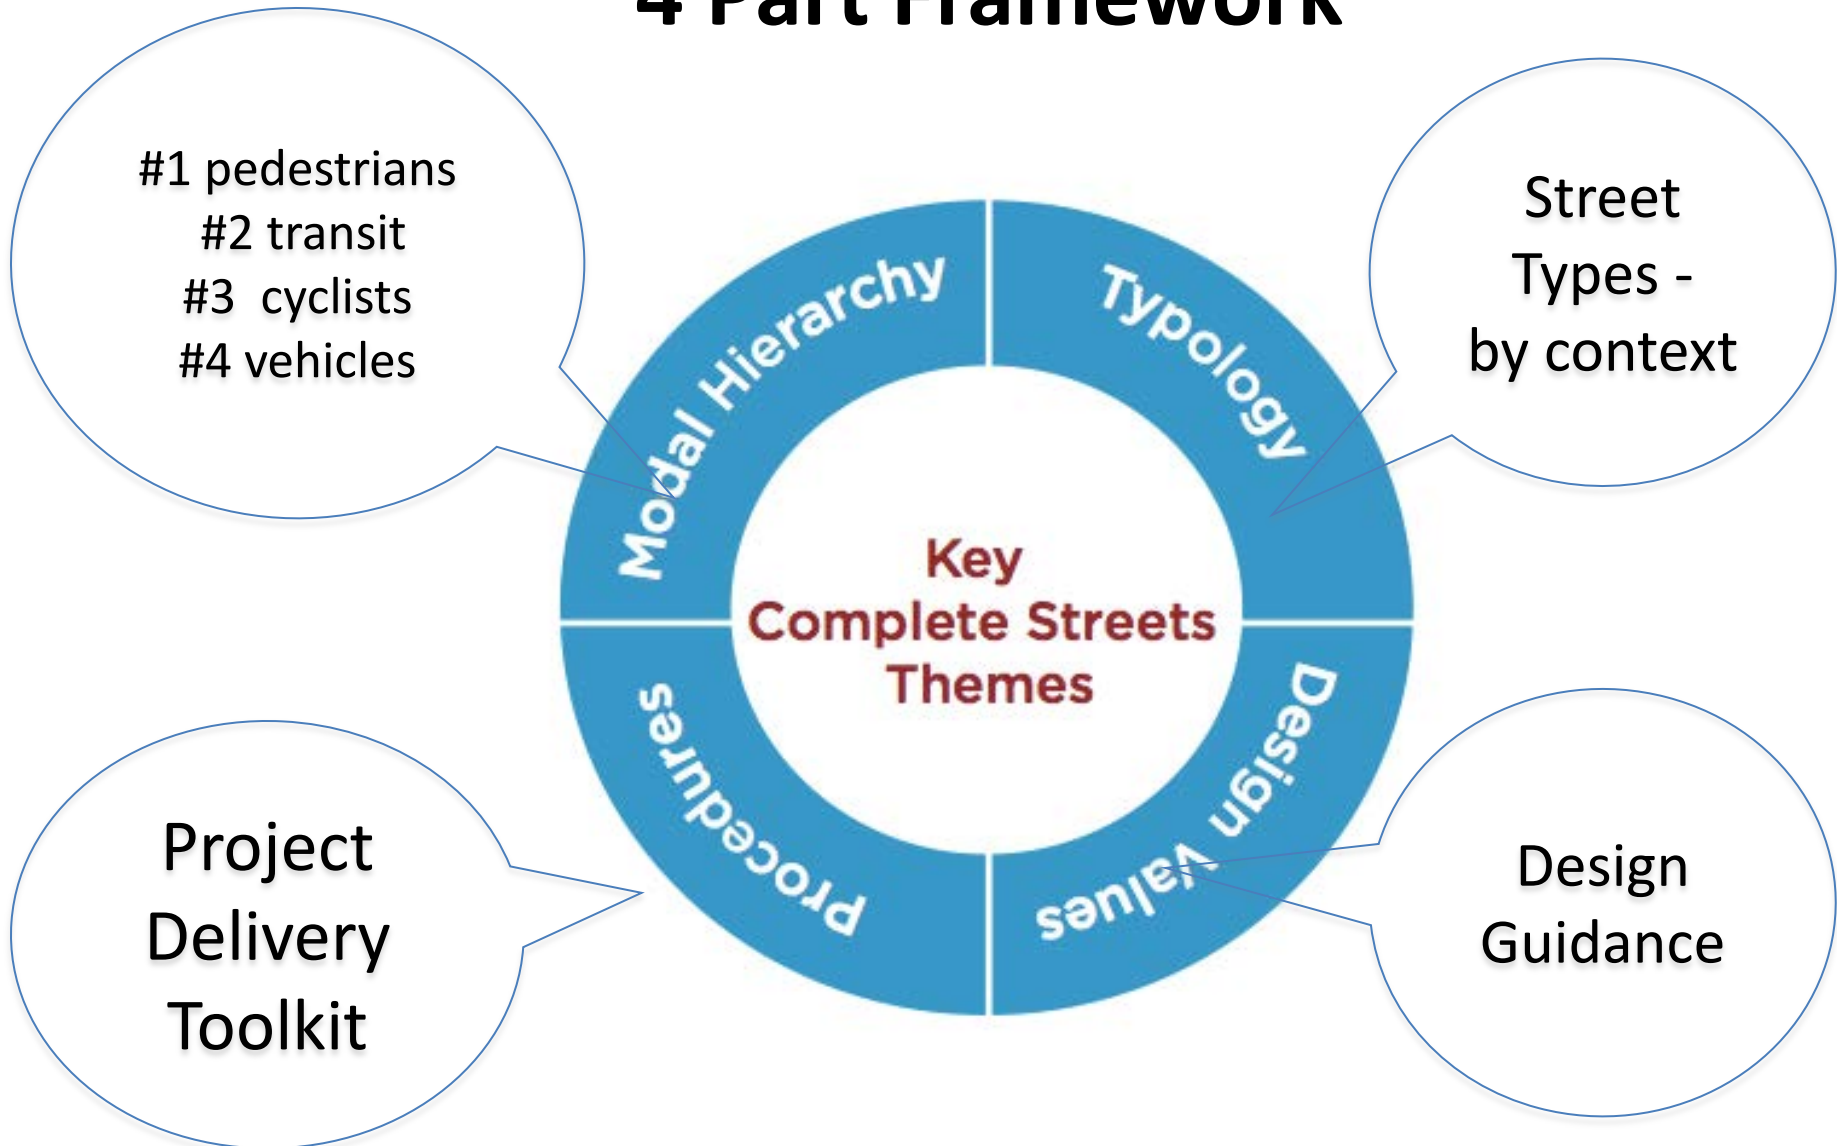 4 Part Framework
#1 pedestrians
#2 transit
#3 cyclists
#4 vehicles
Street
Types -
by context
Modal Hierarchy
Typology
Key
Complete Streets
Themes
Procedures
Design Values
Project
Delivery
Toolkit
Design
Guidance